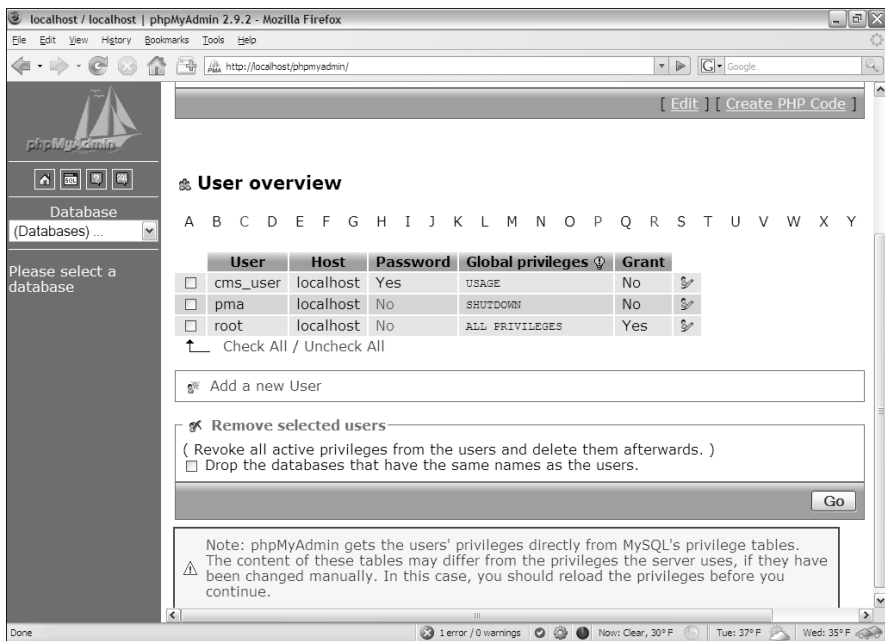 localhost / localhost | phpMyAdmin 2.9.2 - Mozilla Firefox
File Edit View History Bookmarks Tools Help
PMA http://localhost/phpmyadmin/ G Google
[ Edit ] [ Create PHP Code ]
phpMyAdmin
SQL
Database
(Databases) ...
Please select a
database
User overview
A B C D E F G H I J K L M N O P Q R S T U V W X Y
User Host Password Global privileges Grant
cms_user localhost Yes USAGE No
pma localhost No SHUTDOWN No
root localhost No ALL PRIVILEGES Yes
Check All / Uncheck All
Add a new User
Remove selected users
( Revoke all active privileges from the users and delete them afterwards. )
Drop the databases that have the same names as the users.
Go
Note: phpMyAdmin gets the users' privileges directly from MySQL's privilege tables.
The content of these tables may differ from the privileges the server uses, if they have
been changed manually. In this case, you should reload the privileges before you
continue.
Done 1 error / 0 warnings Now: Clear, 30° F Tue: 37° F Wed: 35° F